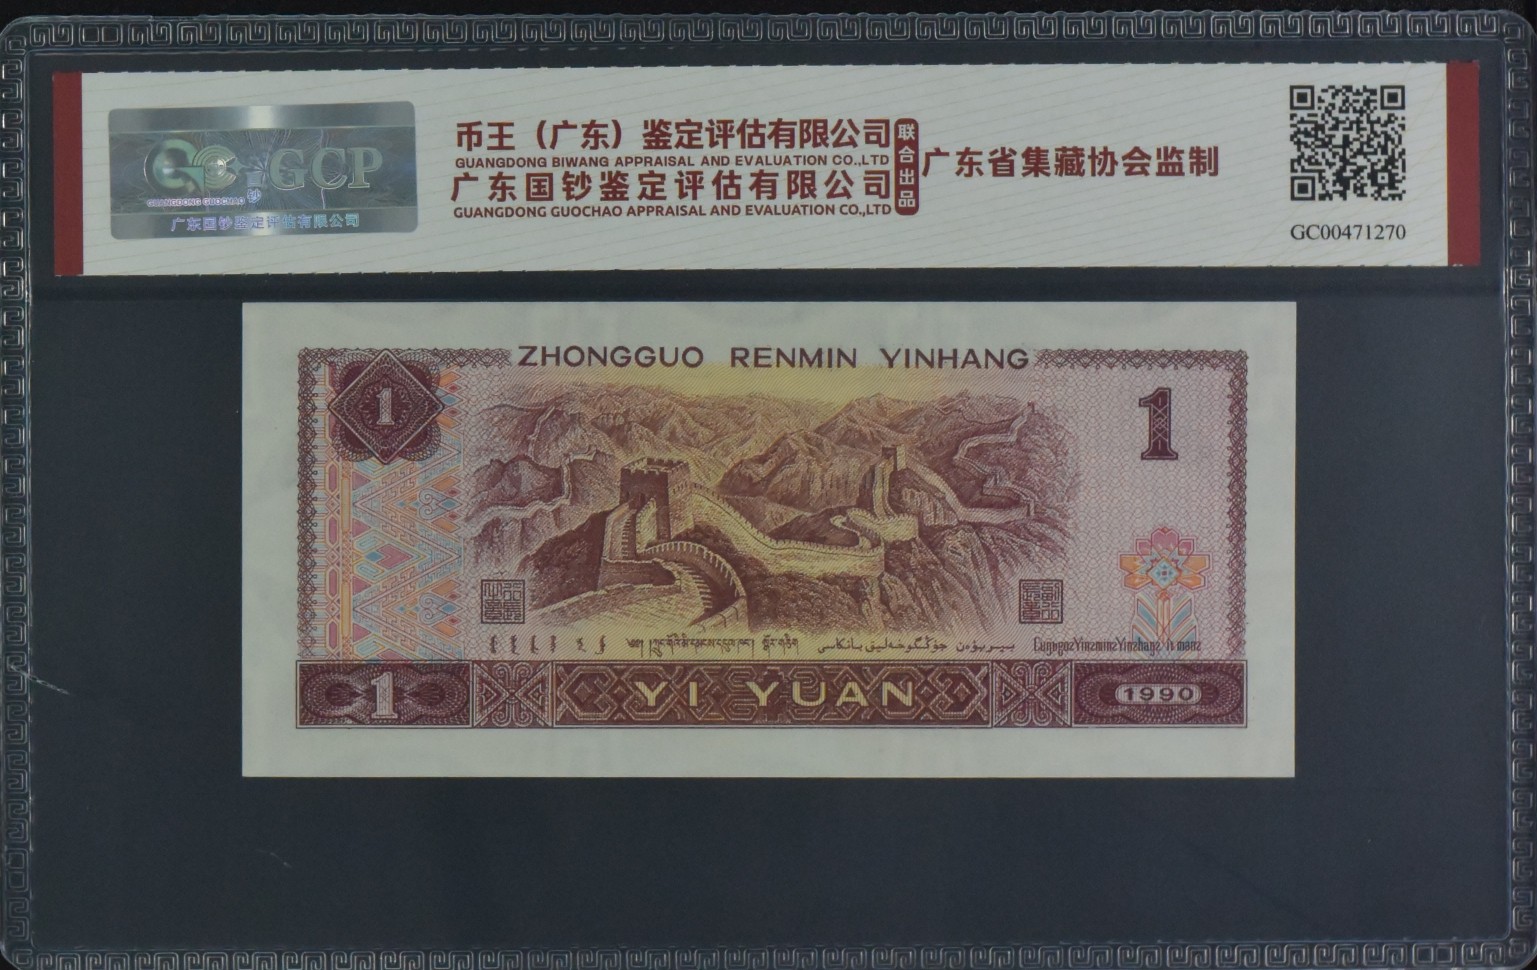 GCP
GUANGDONG GUOCHAO
钞
广东国钞鉴定评估有限公司
币王（广东）鉴定评估有限公司
GUANGDONG BIWANG APPRAISAL AND EVALUATION CO.,LTD
广东国钞鉴定评估有限公司
GUANGDONG GUOCHAO APPRAISAL AND EVALUATION CO.,LTD
联合出品
广东省集藏协会监制
GC00471270
ZHONGGUO RENMIN YINHANG
1
1
1
YI YUAN
1990